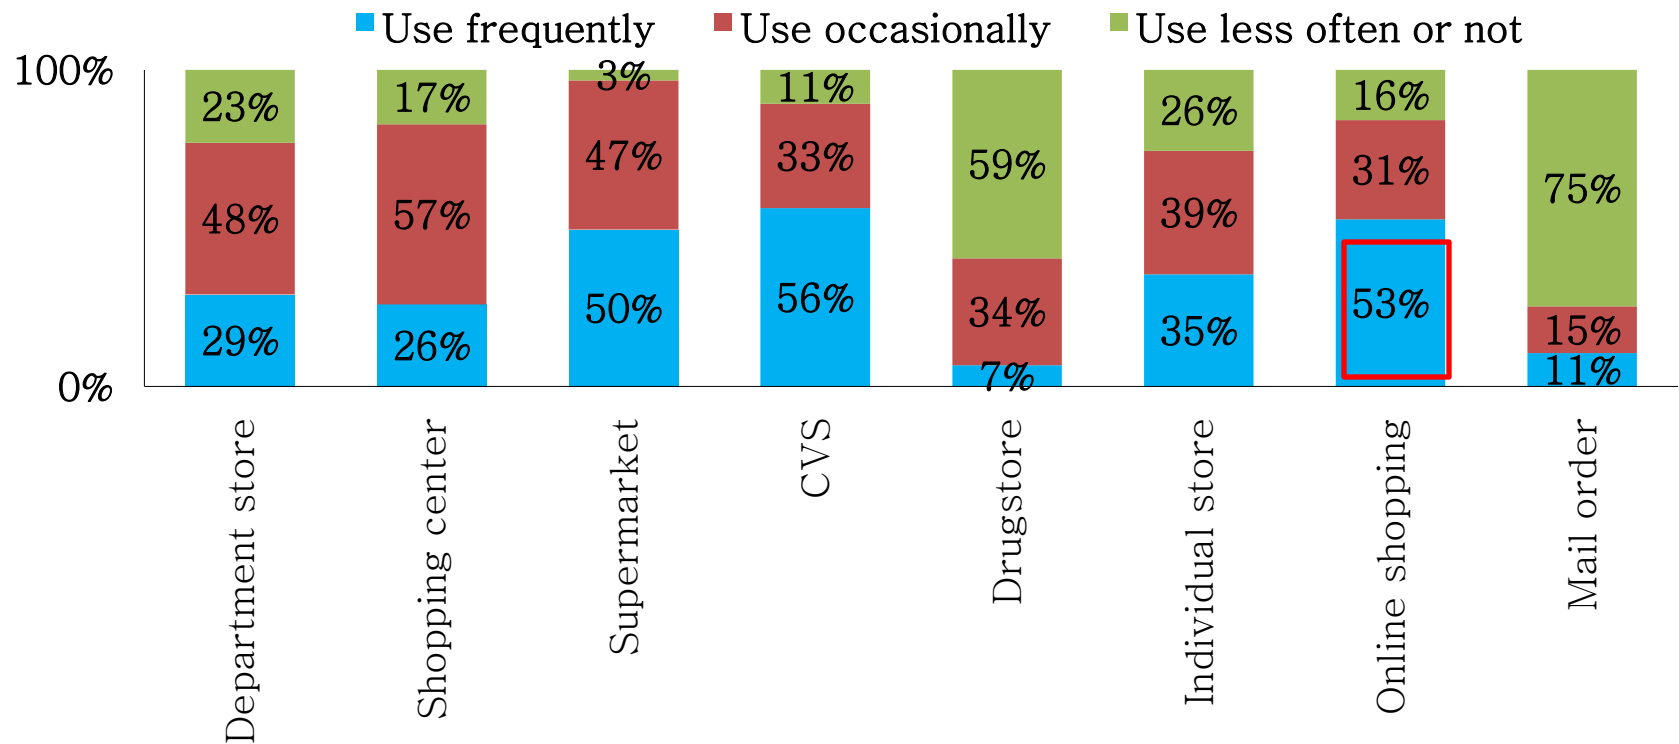 Use frequently Use occasionally Use less often or not
100%
23% 17% 3% 11% 59% 26% 16% 75%
48% 57% 47% 33% 34% 39% 31% 15%
29% 26% 50% 56% 7% 35% 53% 11%
0%
Department store
Shopping center
Supermarket
CVS
Drugstore
Individual store
Online shopping
Mail order